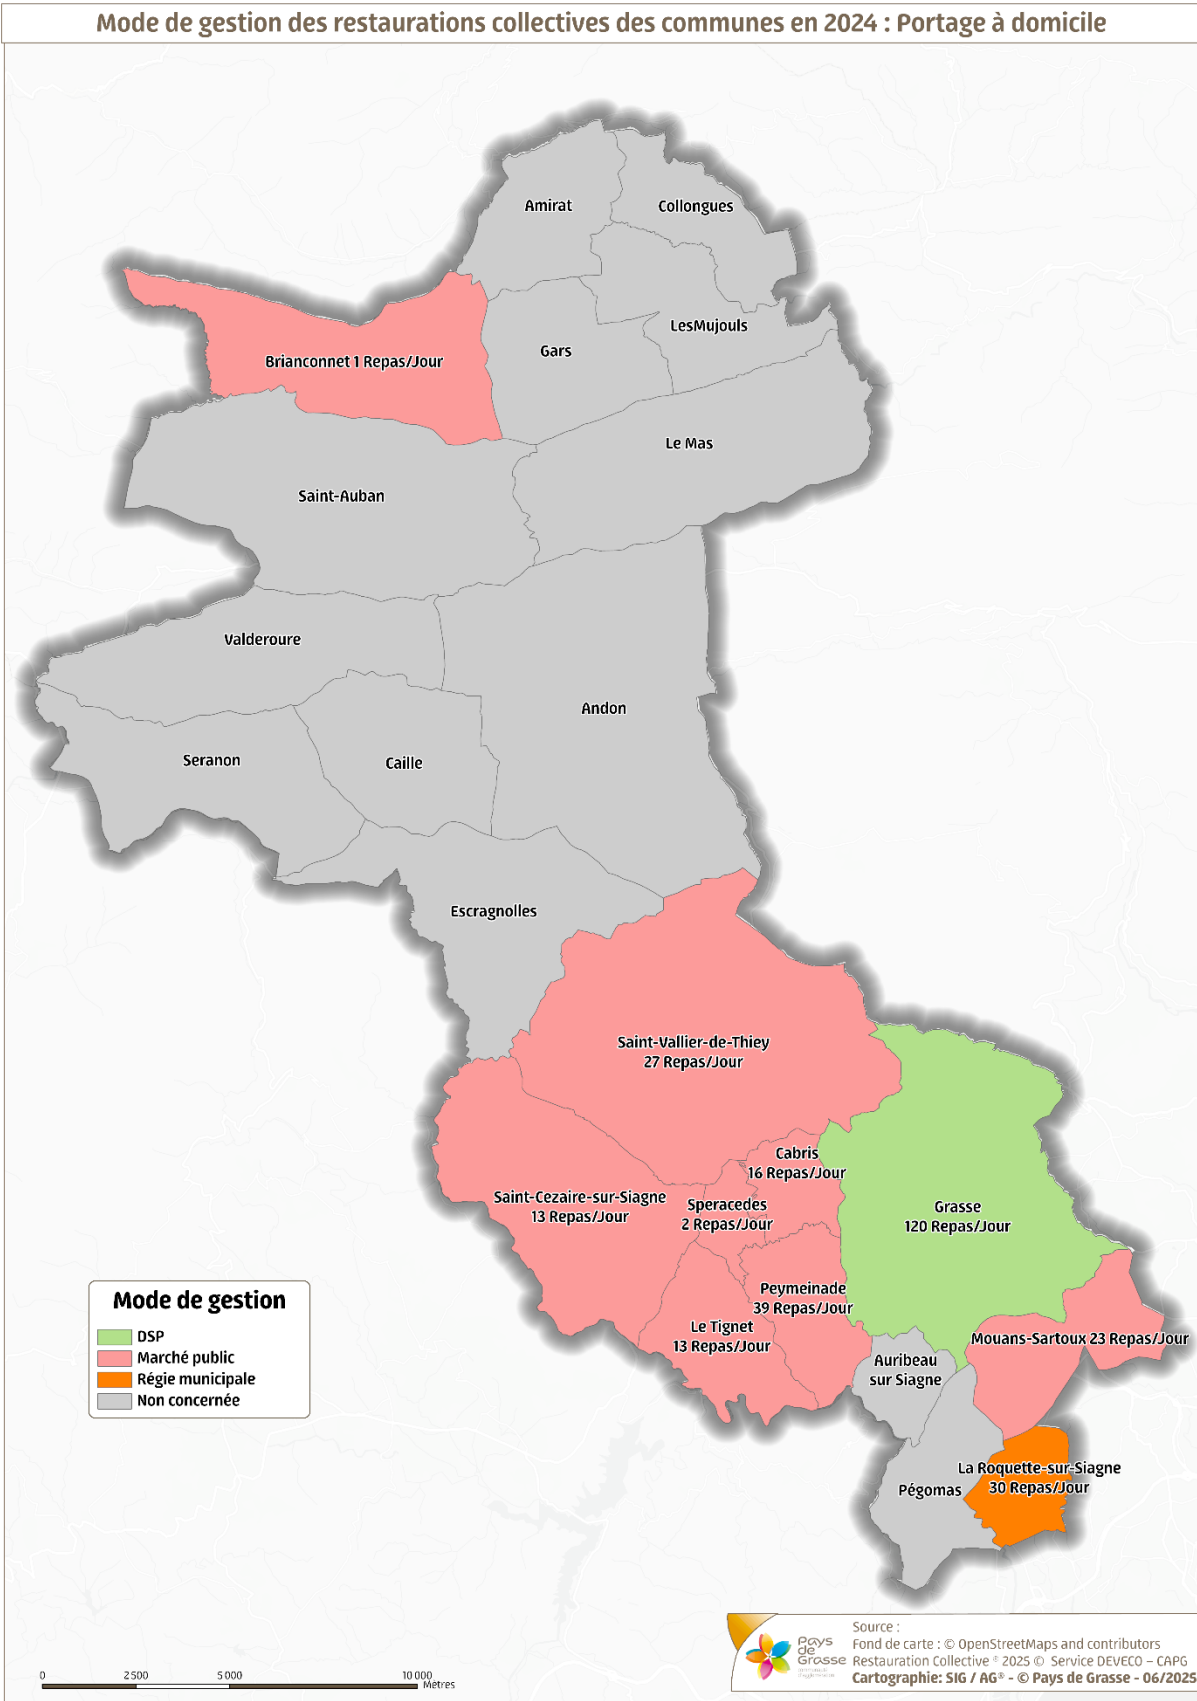 Mode de gestion des restaurations collectives des communes en 2024 : Portage à domicile
Amirat
Collongues
LesMujouls
Gars
Brianconnet 1 Repas/Jour
Le Mas
Saint-Auban
Valderoure
Andon
Seranon
Caille
Escragnolles
Saint-Vallier-de-Thiey
27 Repas/Jour
Cabris
16 Repas/Jour
Saint-Cezaire-sur-Siagne
13 Repas/Jour
Speracedes
2 Repas/Jour
Grasse
120 Repas/Jour
Peymeinade
39 Repas/Jour
Le Tignet
13 Repas/Jour
Mouans-Sartoux 23 Repas/Jour
Auribeau
sur Siagne
La Roquette-sur-Siagne
30 Repas/Jour
Pégomas
Mode de gestion
DSP
Marché public
Régie municipale
Non concernée
0 2 500 5 000 10 000
Mètres
Pays
de
Grasse
Source :
Fond de carte : © OpenStreetMaps and contributors
Restauration Collective ® 2025 © Service DEVECO – CAPG
Cartographie: SIG / AG® - © Pays de Grasse - 06/2025